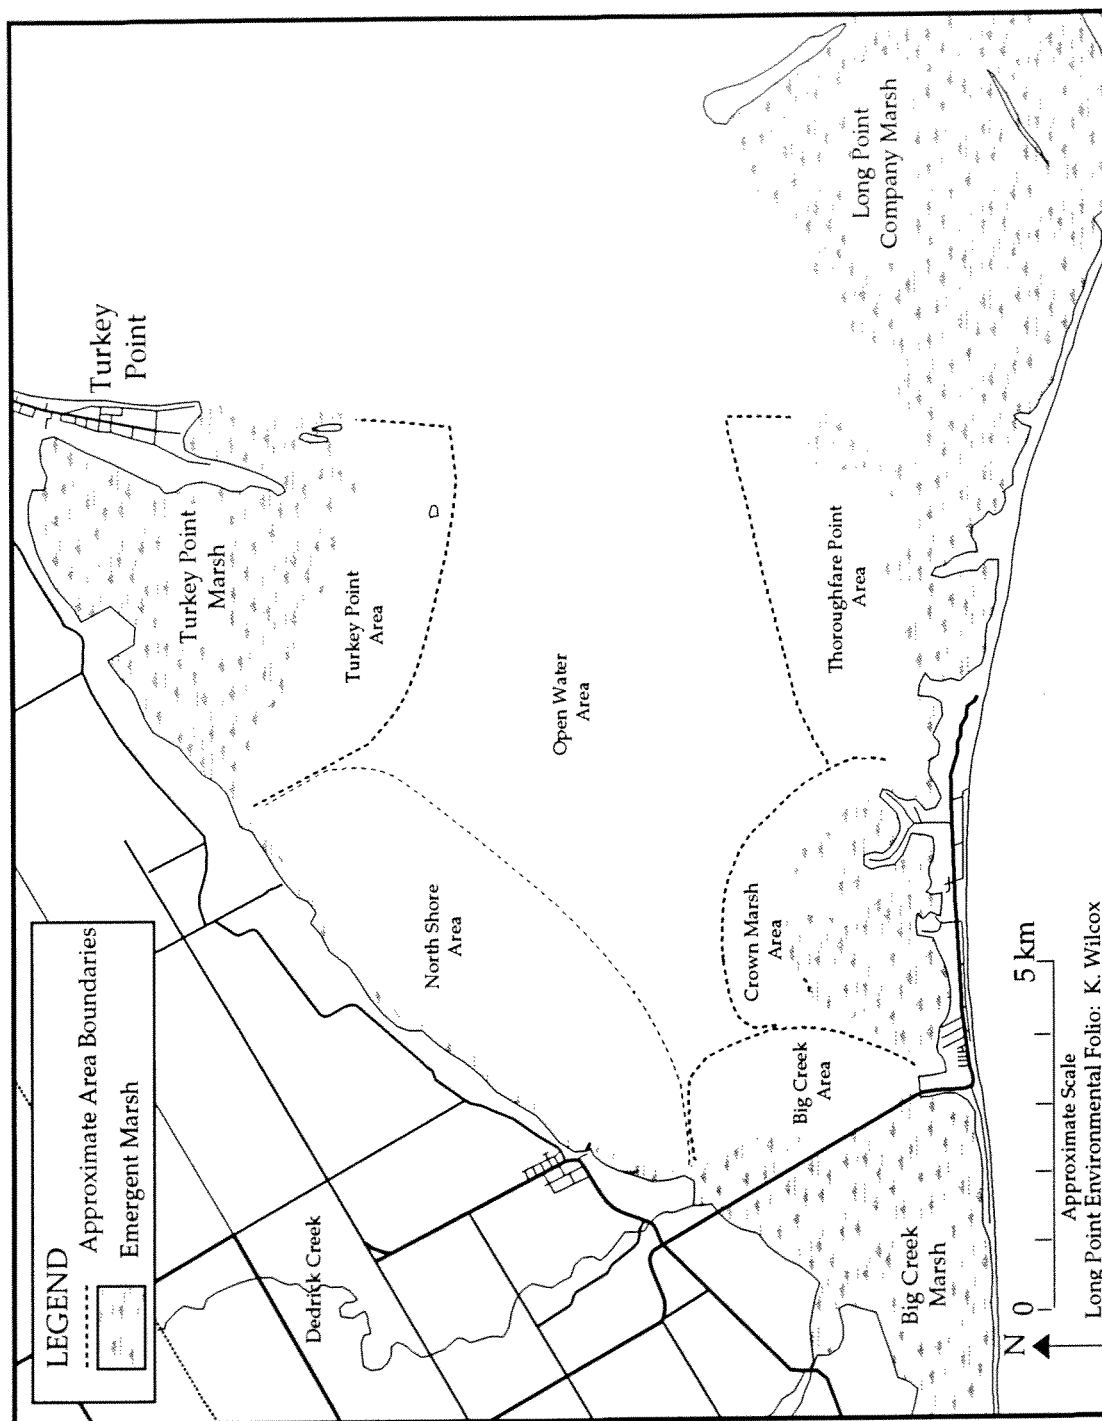 LEGEND
Approximate Area Boundaries
Emergent Marsh
Turkey
Point
Turkey Point
Marsh
Turkey Point
Area
Dedrick Creek
North Shore
Area
Open Water
Area
Long Point
Company Marsh
Thoroughfare Point
Area
Crown Marsh
Area
Big Creek
Area
Big Creek
Marsh
N
0
5 km
Approximate Scale
Long Point Environmental Folio: K. Wilcox